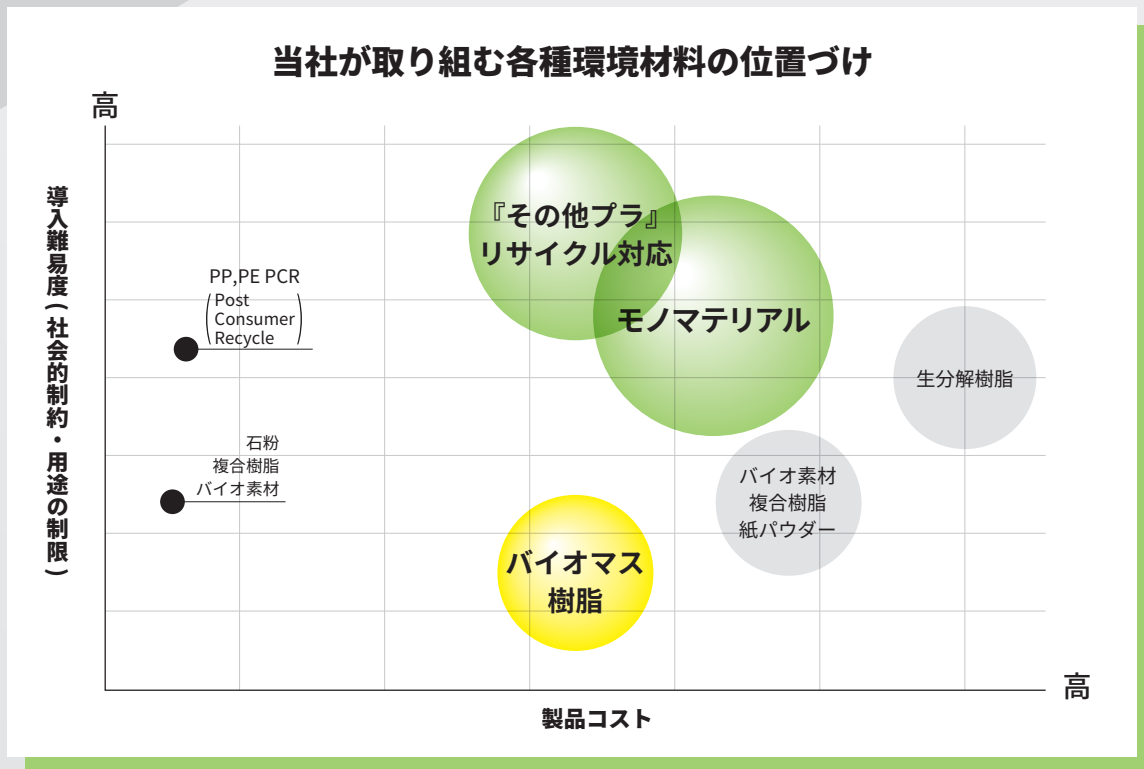 当社が取り組む各種環境材料の位置づけ
高
導入難易度(社会的制約・用途の制限)
『その他プラ』
リサイクル対応
モノマテリアル
PP,PE PCR
(Post
Consumer
Recycle)
生分解樹脂
石粉
複合樹脂
バイオ素材
バイオ素材
複合樹脂
紙パウダー
バイオマス
樹脂
高
製品コスト